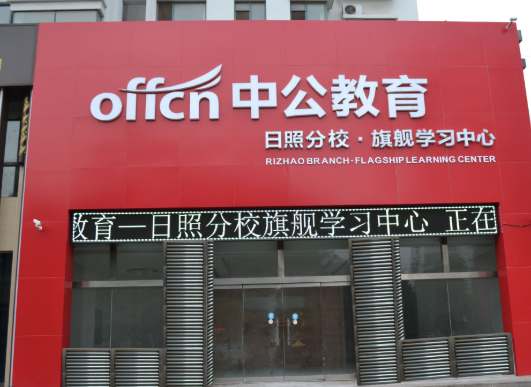 offcn 中公教育
日照分校·旗舰学习中心
RIZHAO BRANCH-FLAGSHIP LEARNING CENTER
教育—日照分校旗舰学习中心 正在